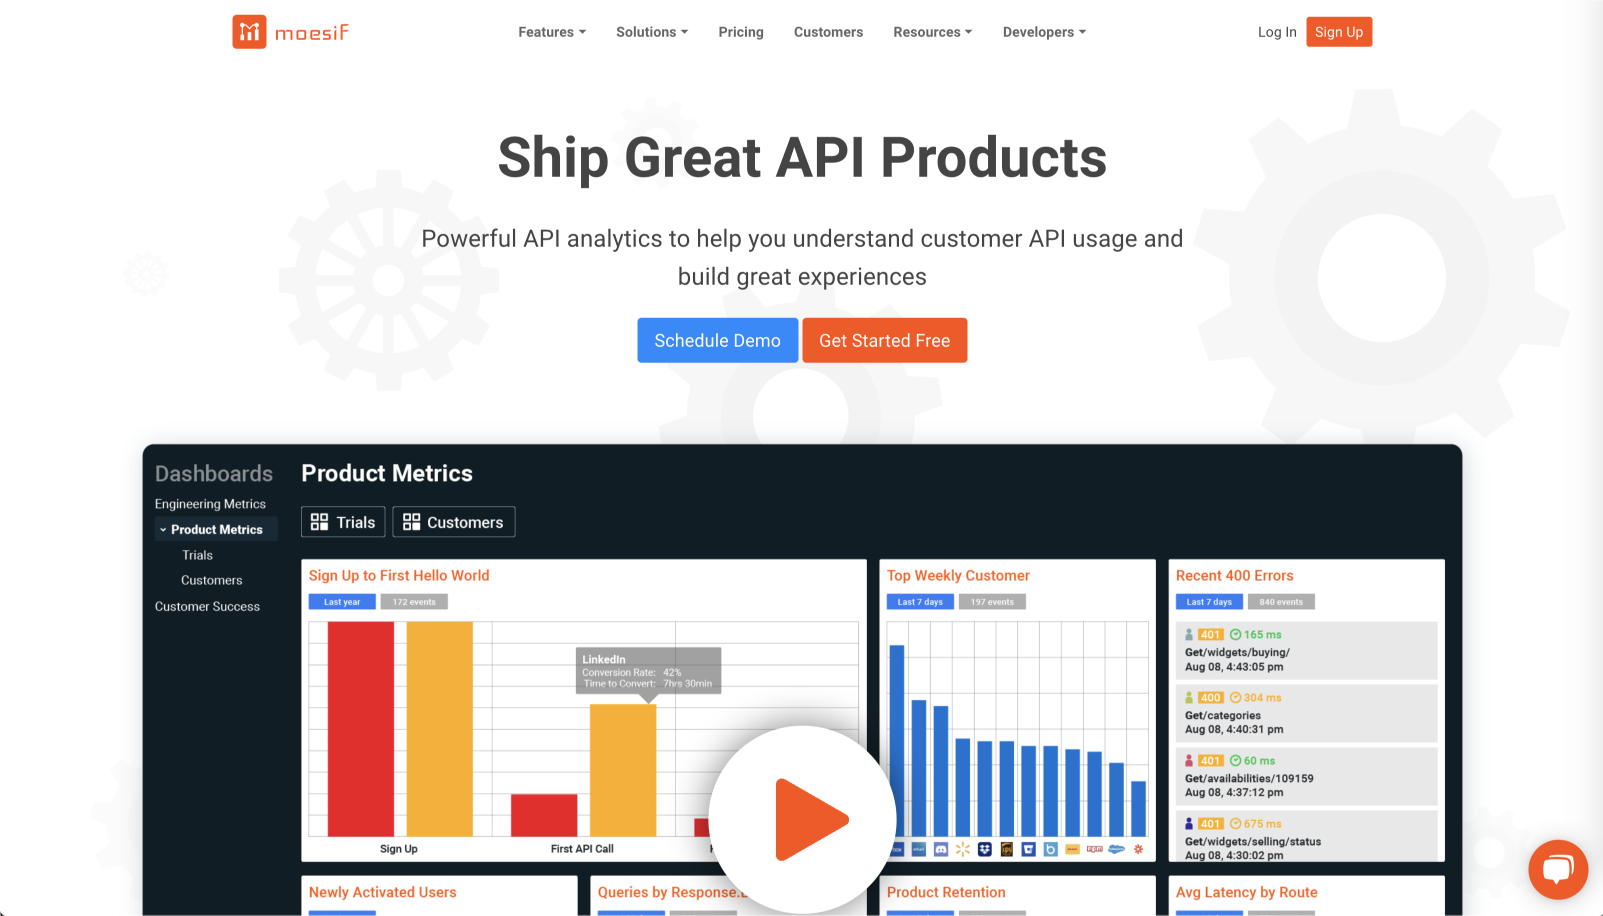 moesif
Features
Solutions
Pricing
Customers
Resources
Developers
Log In
Sign Up
Ship Great API Products
Powerful API analytics to help you understand customer API usage and
build great experiences
Schedule Demo
Get Started Free
Dashboards
Engineering Metrics
Product Metrics
Trials
Customers
Customer Success
Product Metrics
Trials
Customers
Sign Up to First Hello World
Last year
172 events
LinkedIn
Conversion Rate: 42%
Time to Convert: 7hrs 30min
Sign Up
First API Call
Top Weekly Customer
Last 7 days
197 events
Recent 400 Errors
Last 7 days
840 events
401
165 ms
Get/widgets/buying/
Aug 08, 4:43:05 pm
400
304 ms
Get/categories
Aug 08, 4:40:31 pm
401
60 ms
Get/availabilities/109159
Aug 08, 4:37:12 pm
401
675 ms
Get/widgets/selling/status
Aug 08, 4:30:02 pm
Newly Activated Users
Queries by Response.
Product Retention
Avg Latency by Route